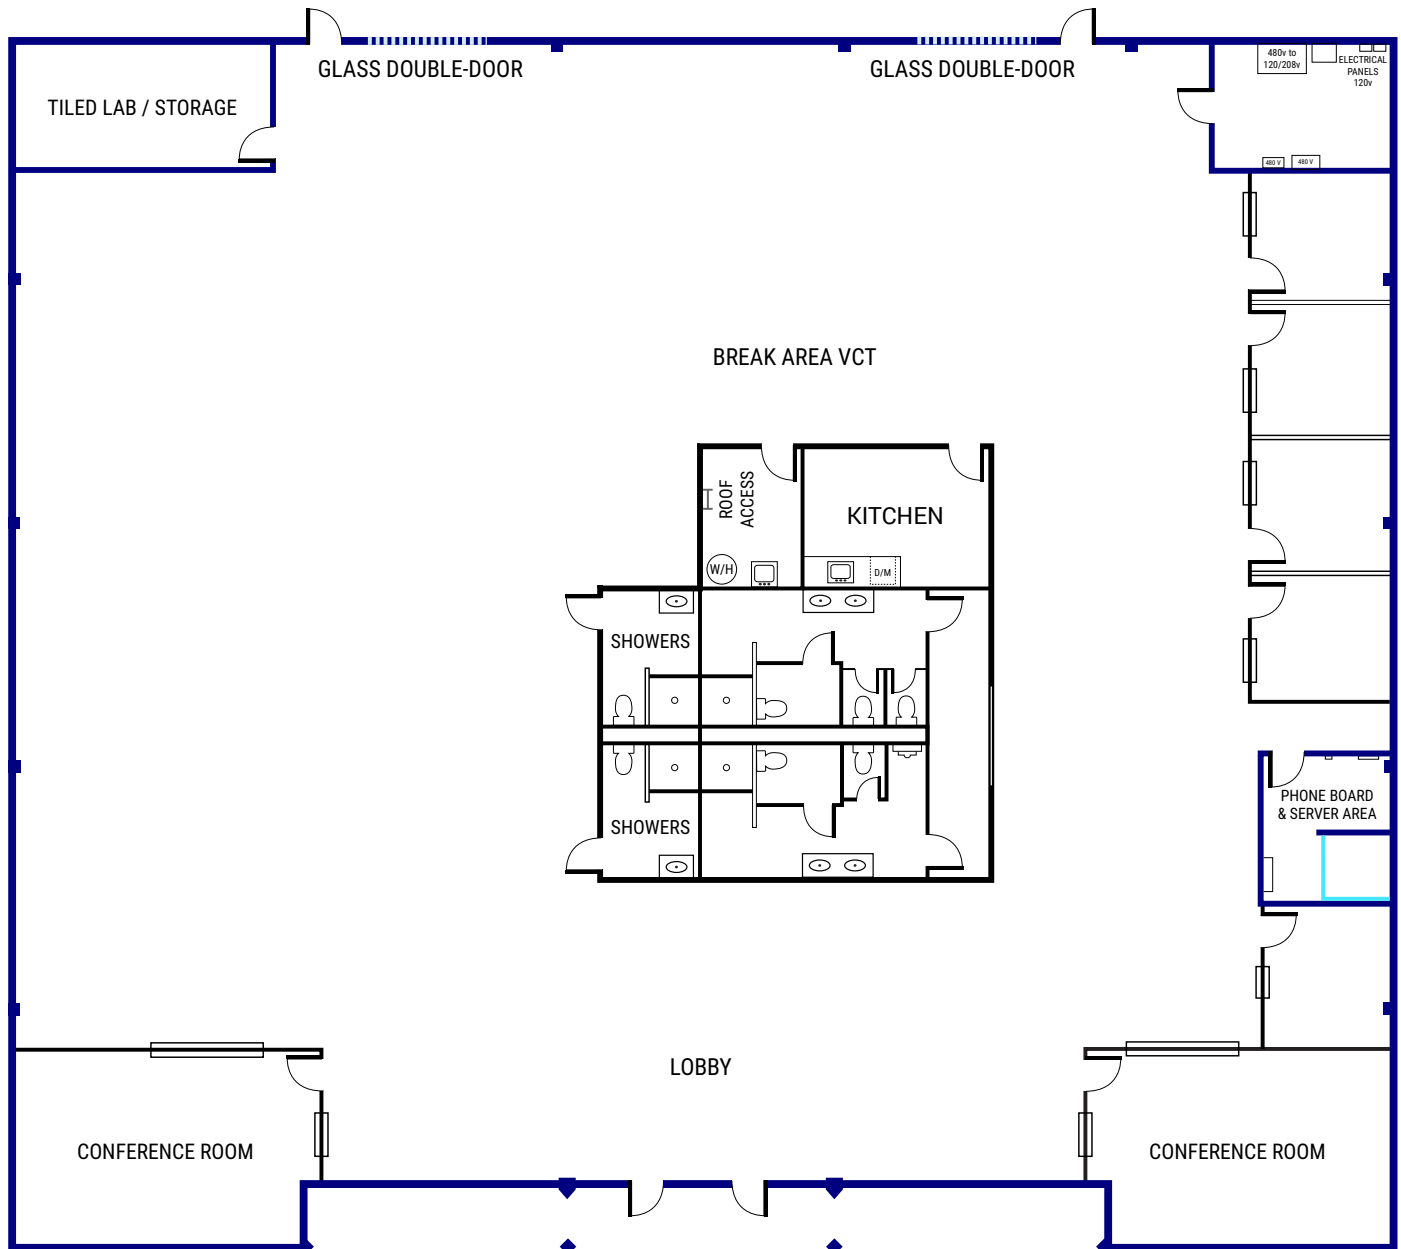 GLASS DOUBLE-DOOR
GLASS DOUBLE-DOOR
480v to
120/208v
ELECTRICAL
PANELS
120v
TILED LAB / STORAGE
480 V
480 V
BREAK AREA VCT
ROOF
ACCESS
KITCHEN
W/H
D/M
SHOWERS
SHOWERS
PHONE BOARD
& SERVER AREA
LOBBY
CONFERENCE ROOM
CONFERENCE ROOM